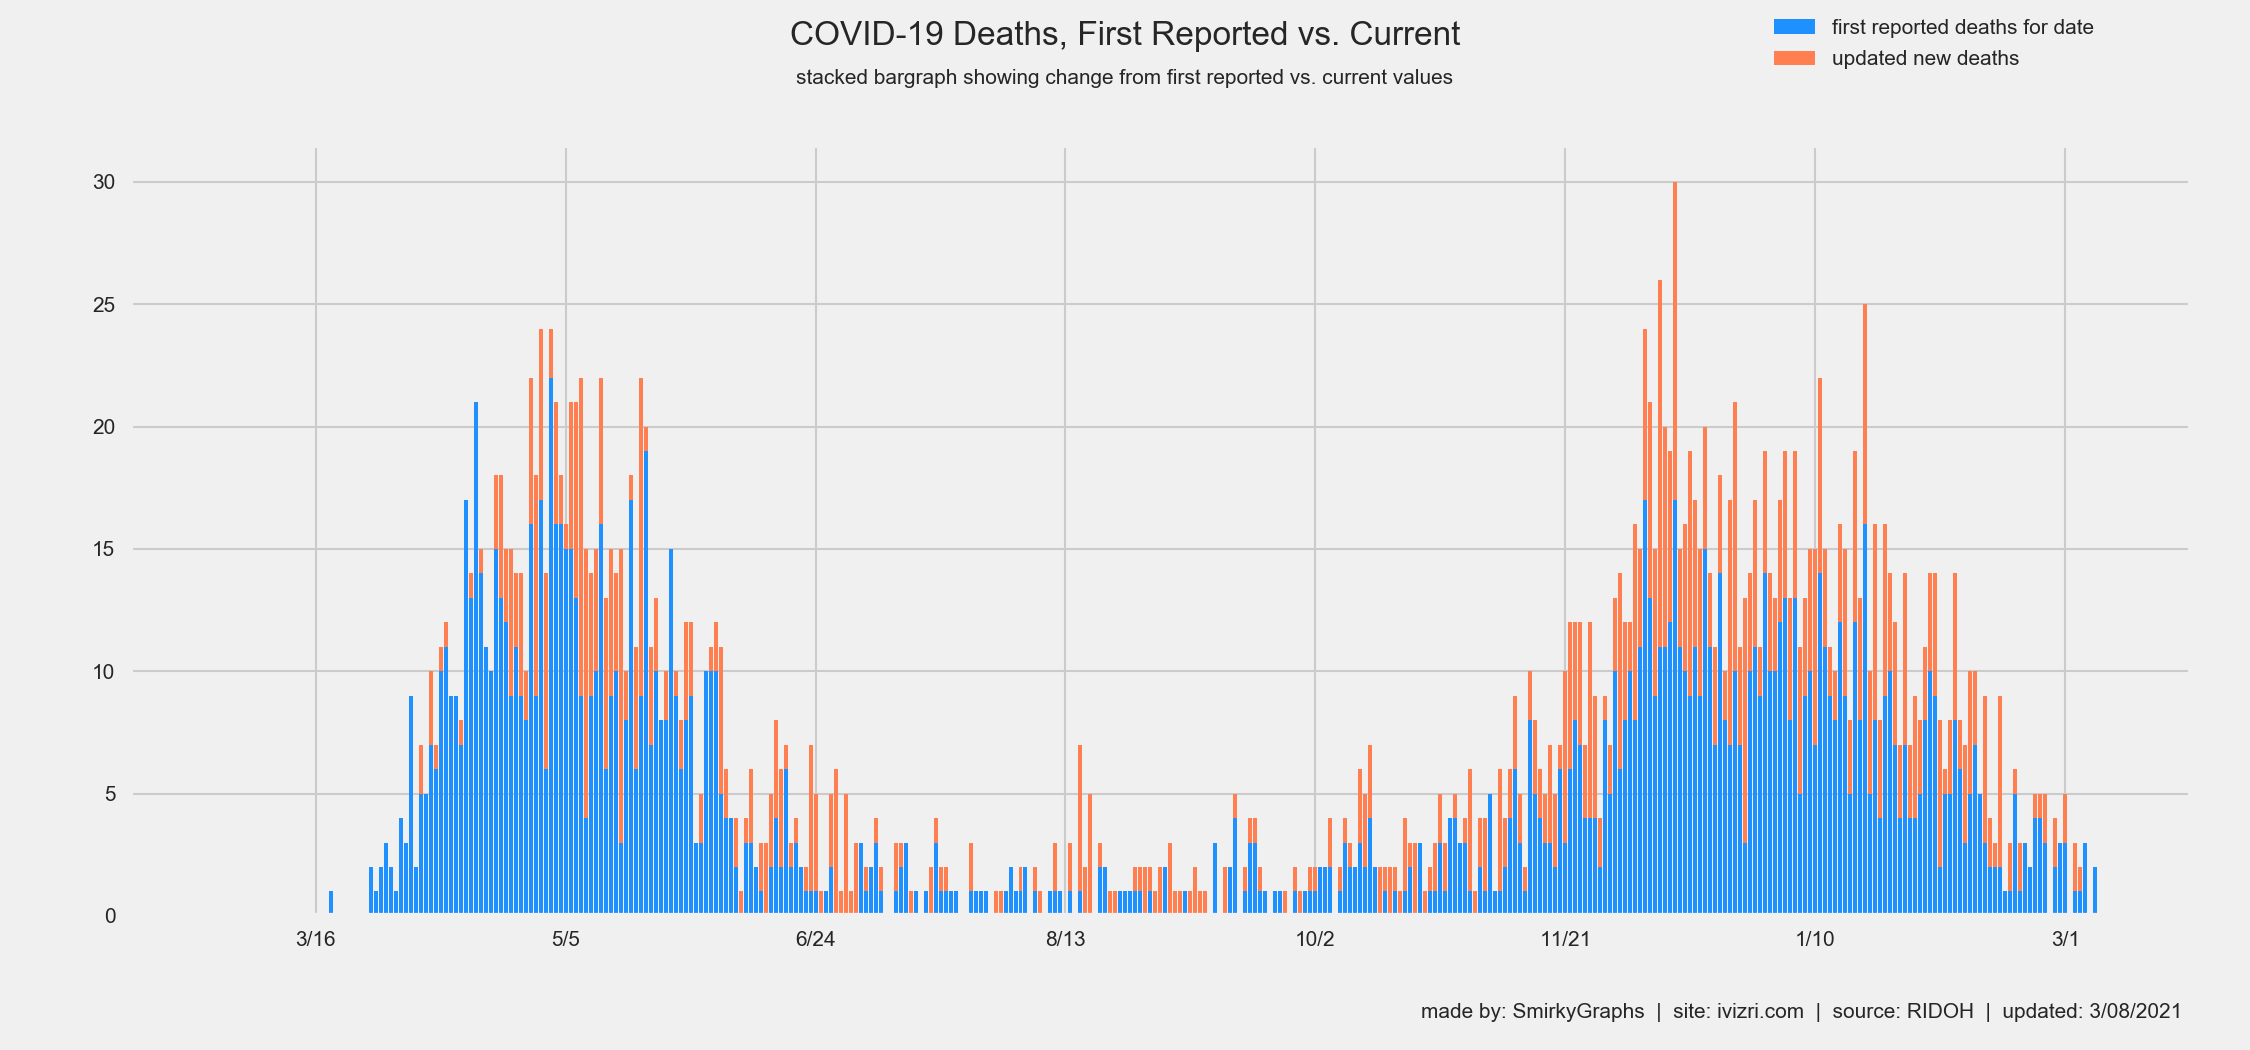 COVID-19 Deaths, First Reported vs. Current
stacked bargraph showing change from first reported vs. current values
first reported deaths for date
updated new deaths
30
25
20
15
10
5
0
3/16 5/5 6/24 8/13 10/2 11/21 1/10 3/1
made by: SmirkyGraphs | site: ivizri.com | source: RIDOH | updated: 3/08/2021